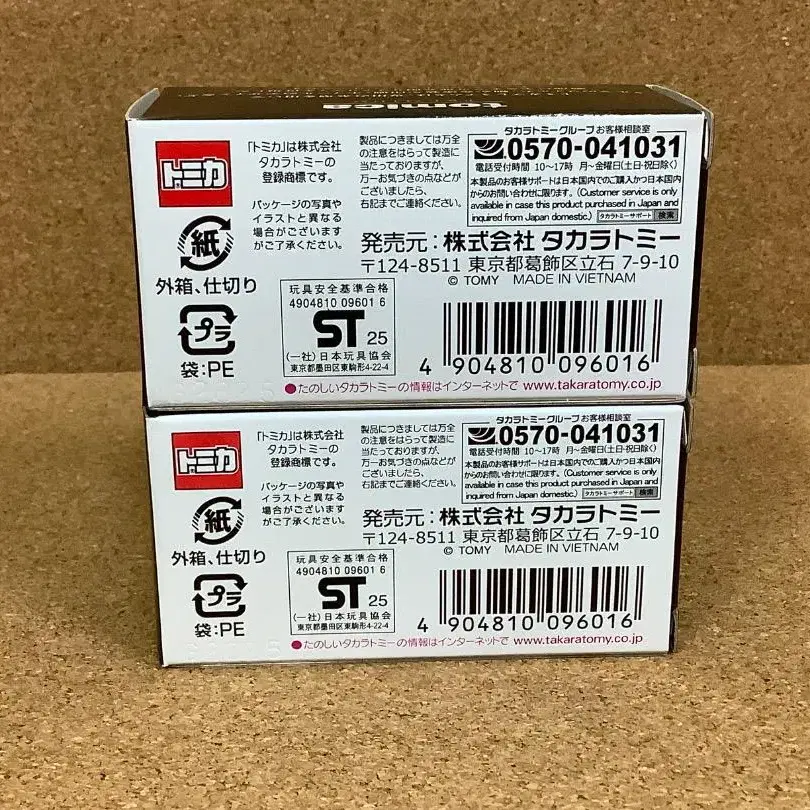 tomica
トミカ
「トミカ」は株式会社
タカラトミーの
登録商標です。
パッケージの写真や
イラストと異なる
場合がございます
がご了承ください。
製品につきましては万全
の注意をはらって製造に
当たっておりますが、
万一お気づきの点などが
ございましたら、
右記までご連絡ください。
タカラトミーグループ お客様相談室
0570-041031
電話受付時間 10〜17時 月〜金曜日(土日・祝日除く)
本製品のお客様サポートは日本国内でのご購入かつ日本国内
からのお問い合わせに限ります。(Customer service is only
available in case this product purchased in Japan and
inquired from Japan domestic.) タカラトミーサポート 検索
発売元：株式会社 タカラトミー
〒124-8511 東京都葛飾区立石 7-9-10
© TOMY MADE IN VIETNAM
紙
外箱、仕切り
プラ
袋:PE
玩具安全基準合格
4904810 09601 6
ST 25
(一社)日本玩具協会
東京都墨田区東駒形4-22-4
4 904810 096016
●たのしいタカラトミーの情報はインターネットで www.takaratomy.co.jp
トミカ
「トミカ」は株式会社
タカラトミーの
登録商標です。
パッケージの写真や
イラストと異なる
場合がございます
がご了承ください。
製品につきましては万全
の注意をはらって製造に
当たっておりますが、
万一お気づきの点などが
ございましたら、
右記までご連絡ください。
タカラトミーグループ お客様相談室
0570-041031
電話受付時間 10〜17時 月〜金曜日(土日・祝日除く)
本製品のお客様サポートは日本国内でのご購入かつ日本国内
からのお問い合わせに限ります。(Customer service is only
available in case this product purchased in Japan and
inquired from Japan domestic.) タカラトミーサポート 検索
発売元：株式会社 タカラトミー
〒124-8511 東京都葛飾区立石 7-9-10
© TOMY MADE IN VIETNAM
紙
外箱、仕切り
プラ
袋:PE
玩具安全基準合格
4904810 09601 6
ST 25
(一社)日本玩具協会
東京都墨田区東駒形4-22-4
4 904810 096016
●たのしいタカラトミーの情報はインターネットで www.takaratomy.co.jp